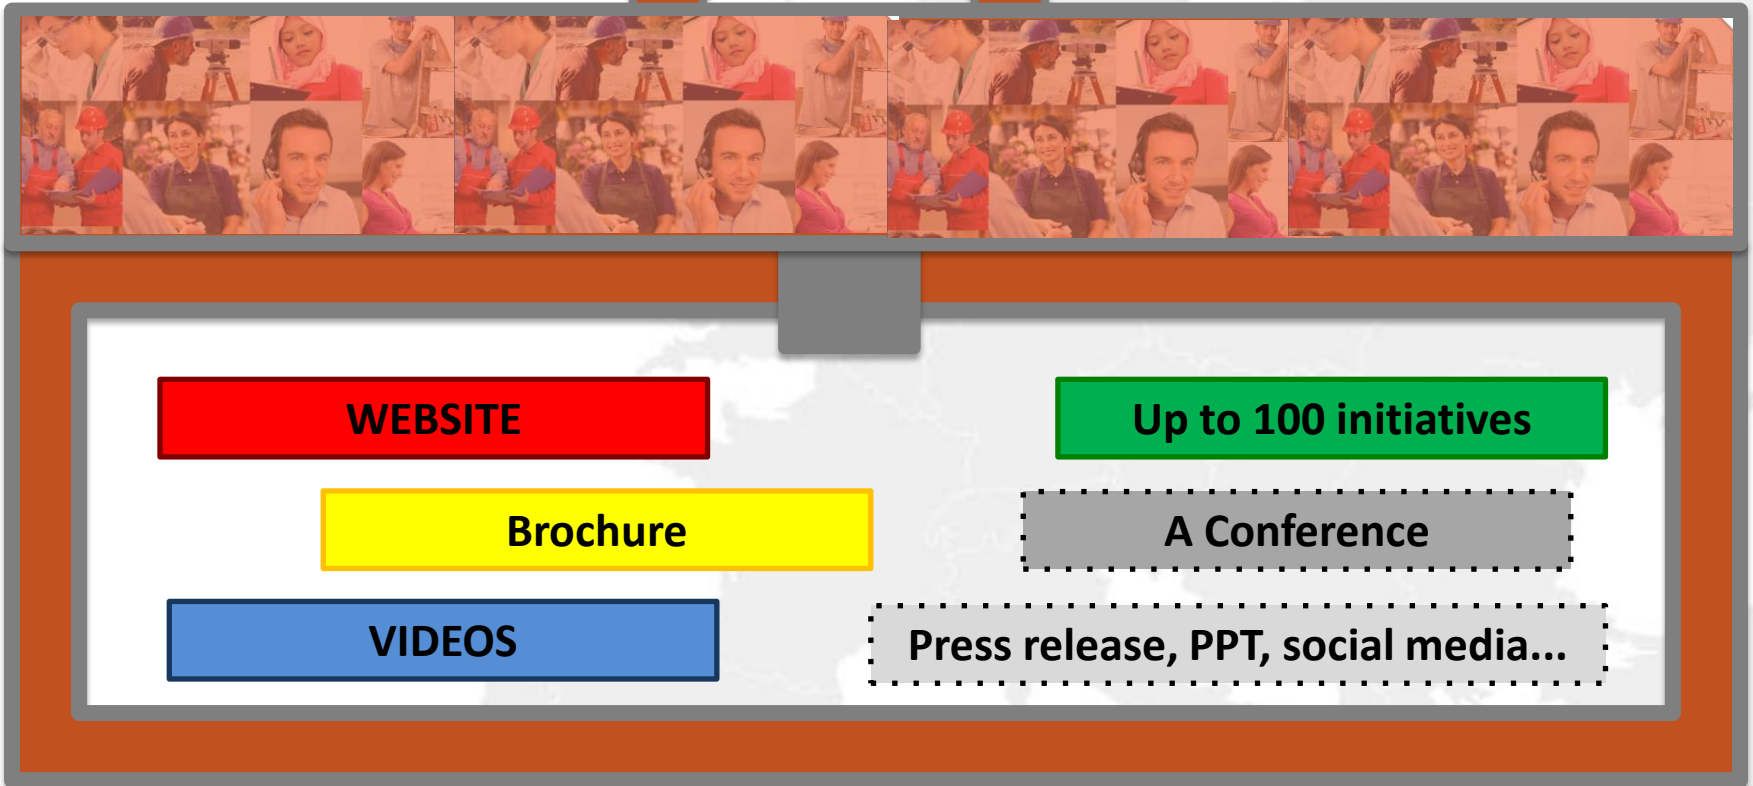 WEBSITE
Up to 100 initiatives
Brochure
A Conference
VIDEOS
Press release, PPT, social media...